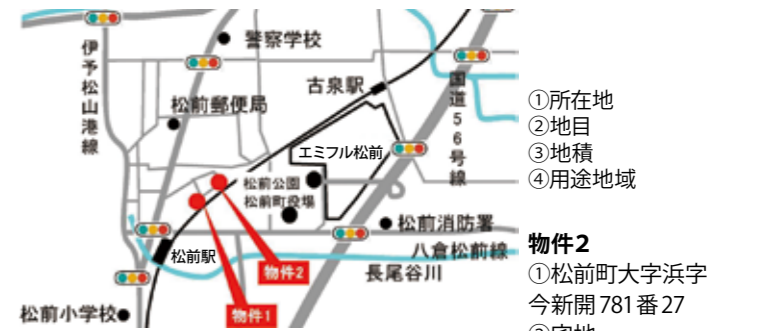 警察学校
伊予松山港線
古泉駅
国道56号線
松前郵便局
エミフル松前
松前公園
松前町役場
松前消防署
八倉松前線
松前駅
長尾谷川
物件2
物件1
松前小学校
①所在地
②地目
③地積
④用途地域
物件2
①松前町大字浜字
今新開781番27
②宅地